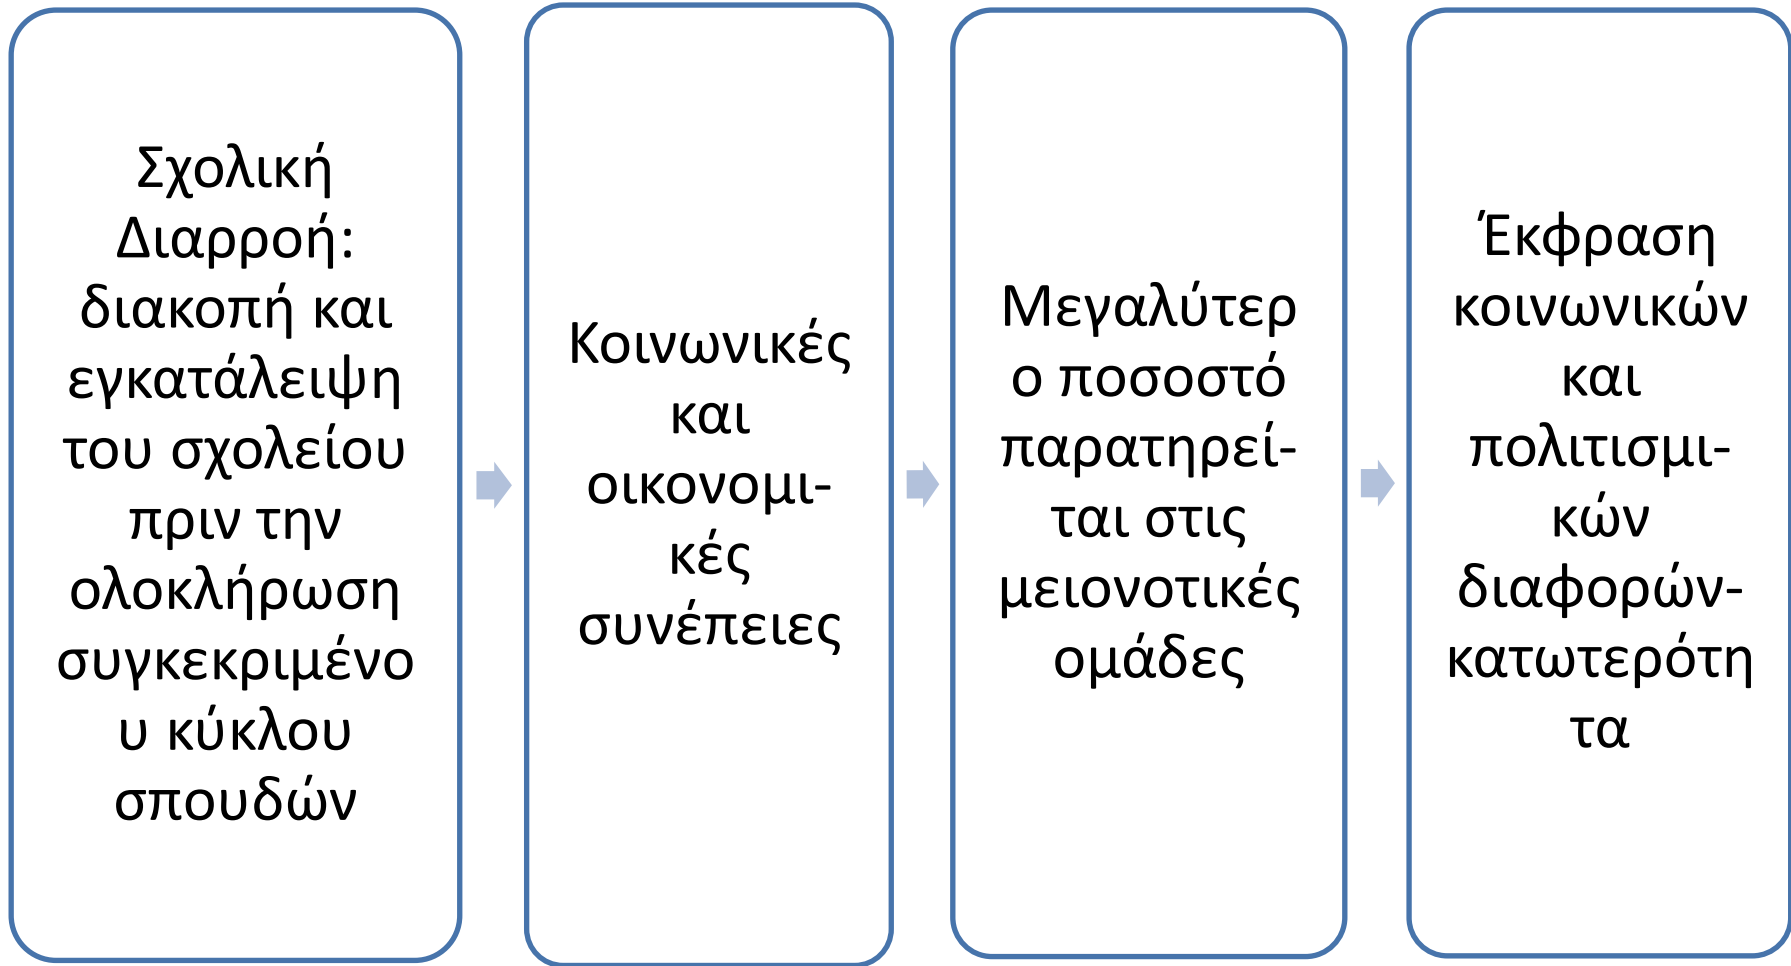 Σχολική
Διαρροή:
διακοπή και
εγκατάλειψη
του σχολείου
πριν την
ολοκλήρωση
συγκεκριμένο
υ κύκλου
σπουδών
Κοινωνικές
και
οικονομι-
κές
συνέπειες
Μεγαλύτερ
ο ποσοστό
παρατηρεί-
ται στις
μειονοτικές
ομάδες
Έκφραση
κοινωνικών
και
πολιτισμι-
κών
διαφορών-
κατωτερότη
τα